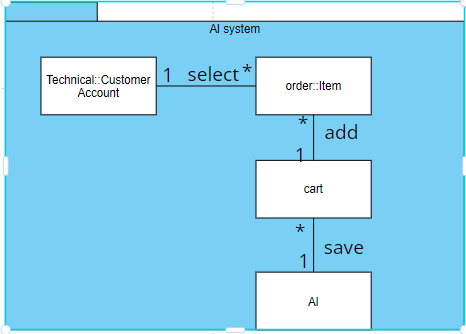 AI system
Technical::Customer
Account
1 select *
order::Item
*
add
1
cart
*
save
1
AI